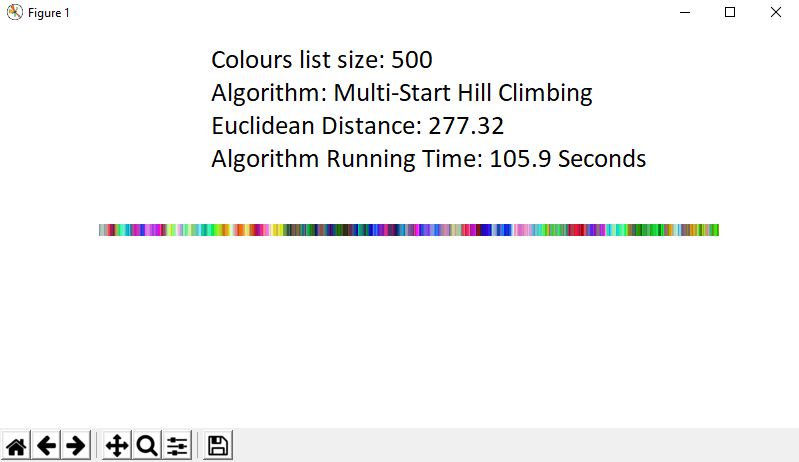 Figure 1
Colours list size: 500
Algorithm: Multi-Start Hill Climbing
Euclidean Distance: 277.32
Algorithm Running Time: 105.9 Seconds